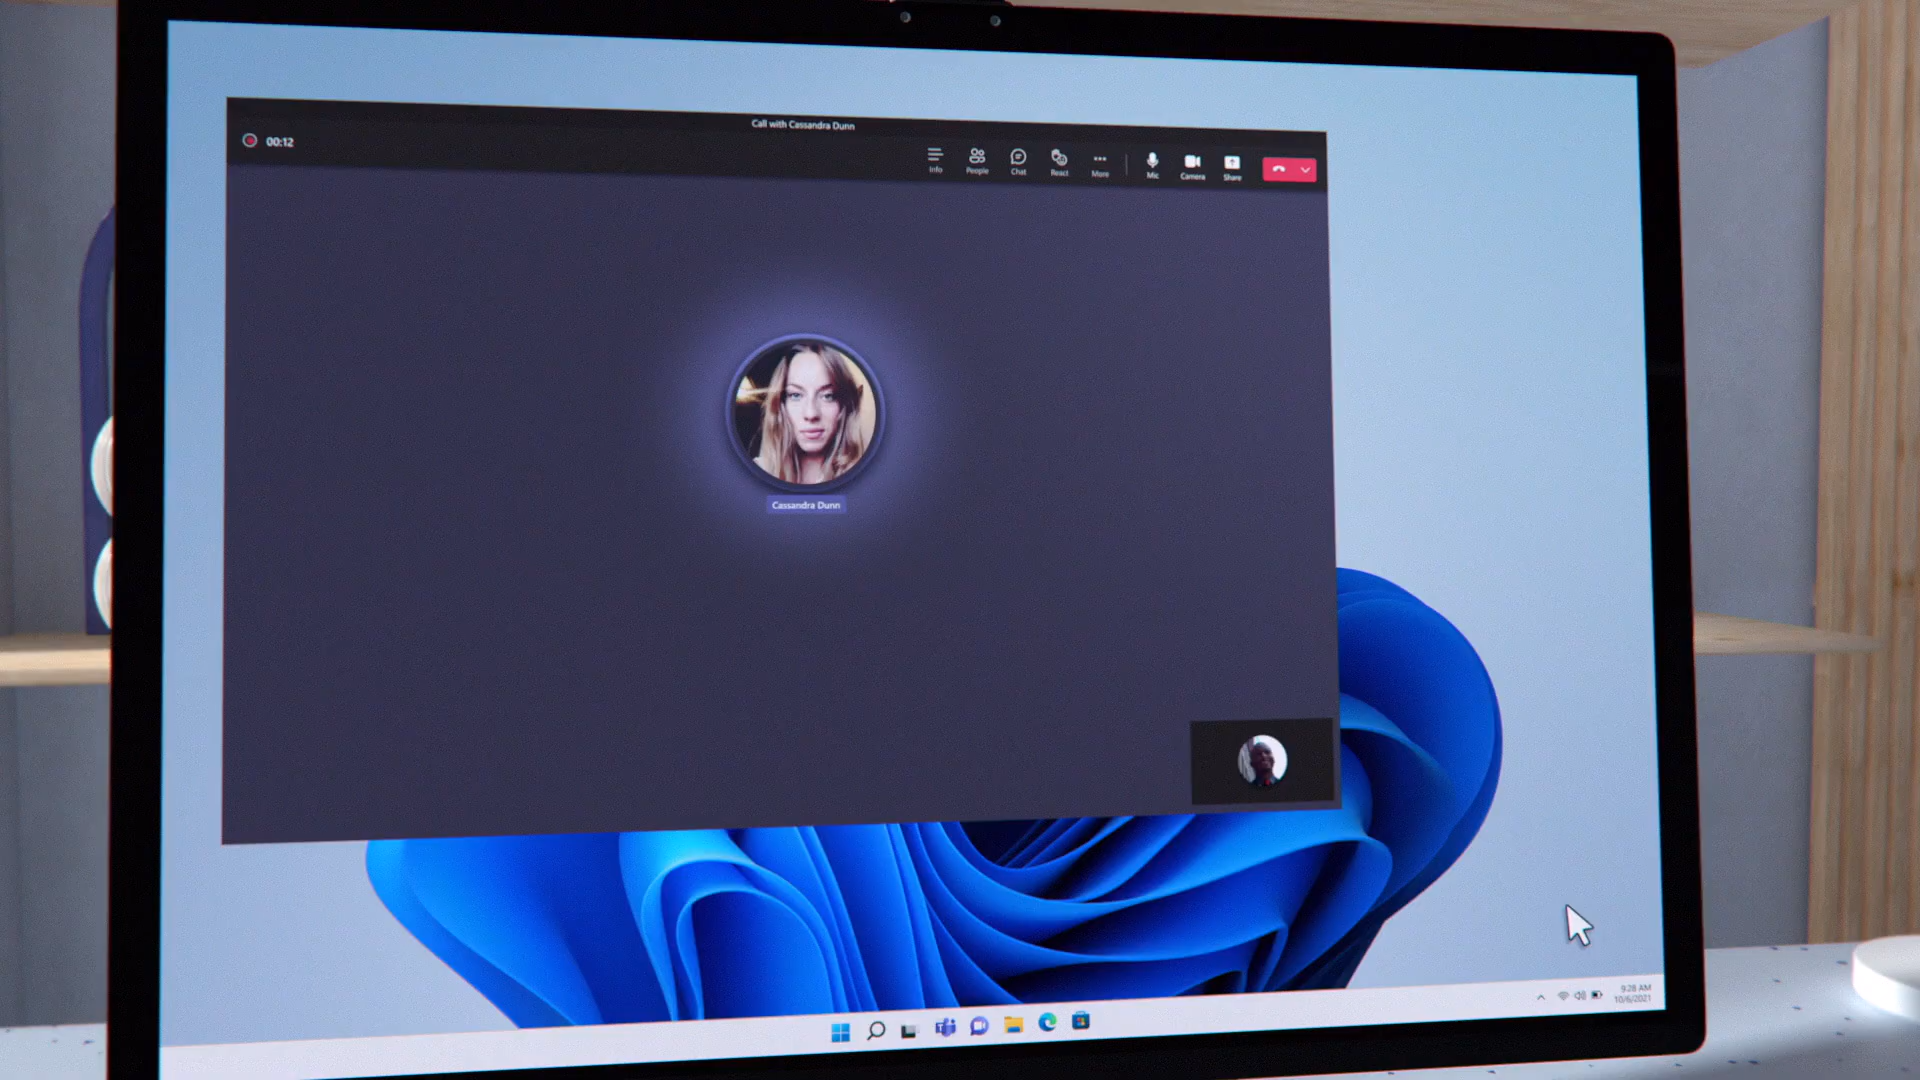 Call with Cassandra Dunn
00:12
Info
People
Chat
React
More
Mic
Camera
Share
Cassandra Dunn
9:28 AM
10/6/2021